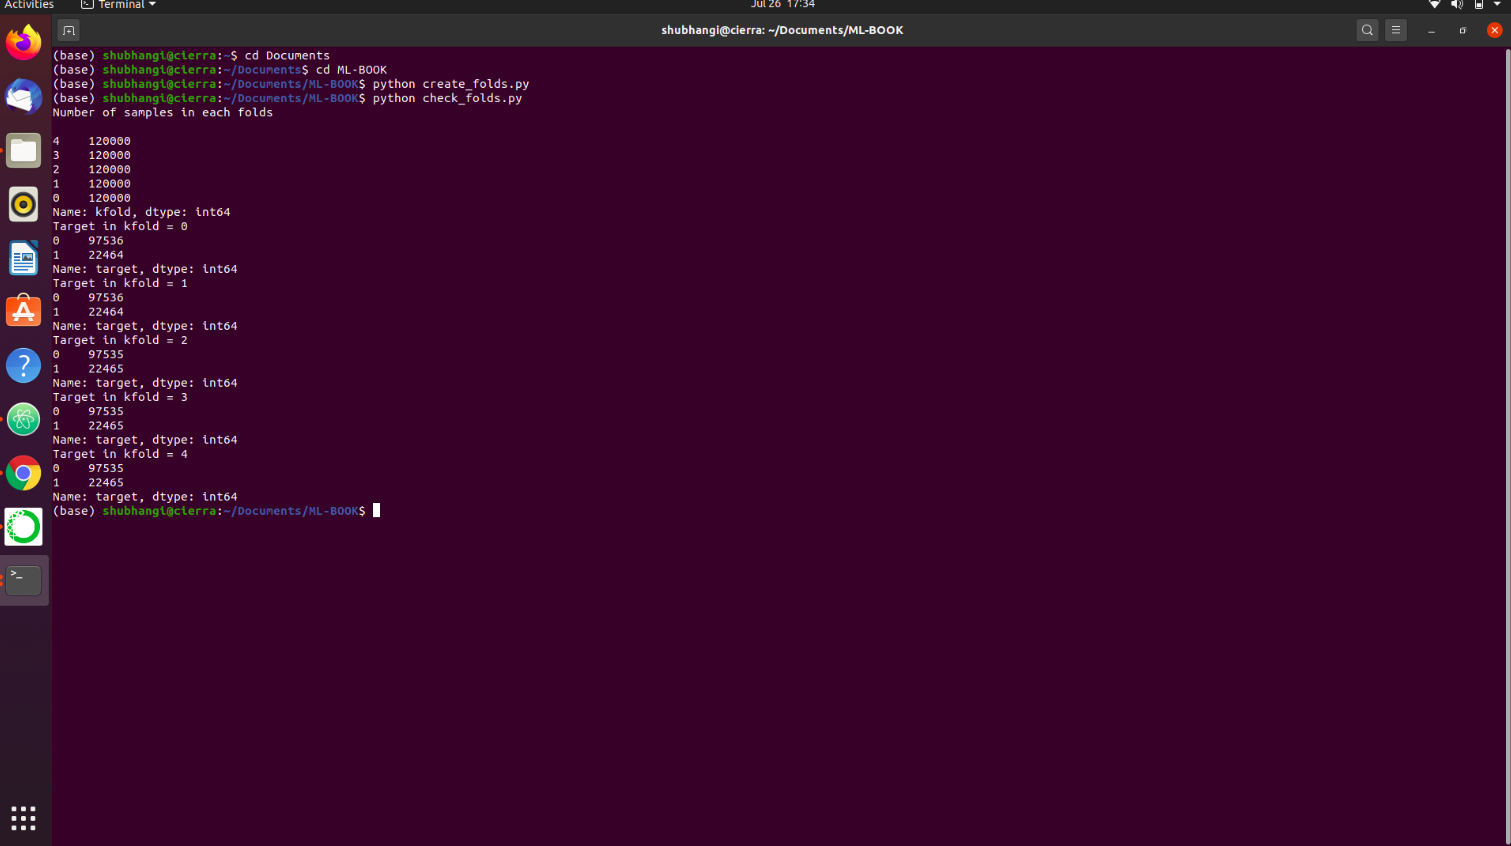 Activities Terminal Jul 26 17:34
shubhangi@cierra: ~/Documents/ML-BOOK
(base) shubhangi@cierra:~$ cd Documents
(base) shubhangi@cierra:~/Documents$ cd ML-BOOK
(base) shubhangi@cierra:~/Documents/ML-BOOK$ python create_folds.py
(base) shubhangi@cierra:~/Documents/ML-BOOK$ python check_folds.py
Number of samples in each folds
4    120000
3    120000
2    120000
1    120000
0    120000
Name: kfold, dtype: int64
Target in kfold = 0
0    97536
1    22464
Name: target, dtype: int64
Target in kfold = 1
0    97536
1    22464
Name: target, dtype: int64
Target in kfold = 2
0    97535
1    22465
Name: target, dtype: int64
Target in kfold = 3
0    97535
1    22465
Name: target, dtype: int64
Target in kfold = 4
0    97535
1    22465
Name: target, dtype: int64
(base) shubhangi@cierra:~/Documents/ML-BOOK$